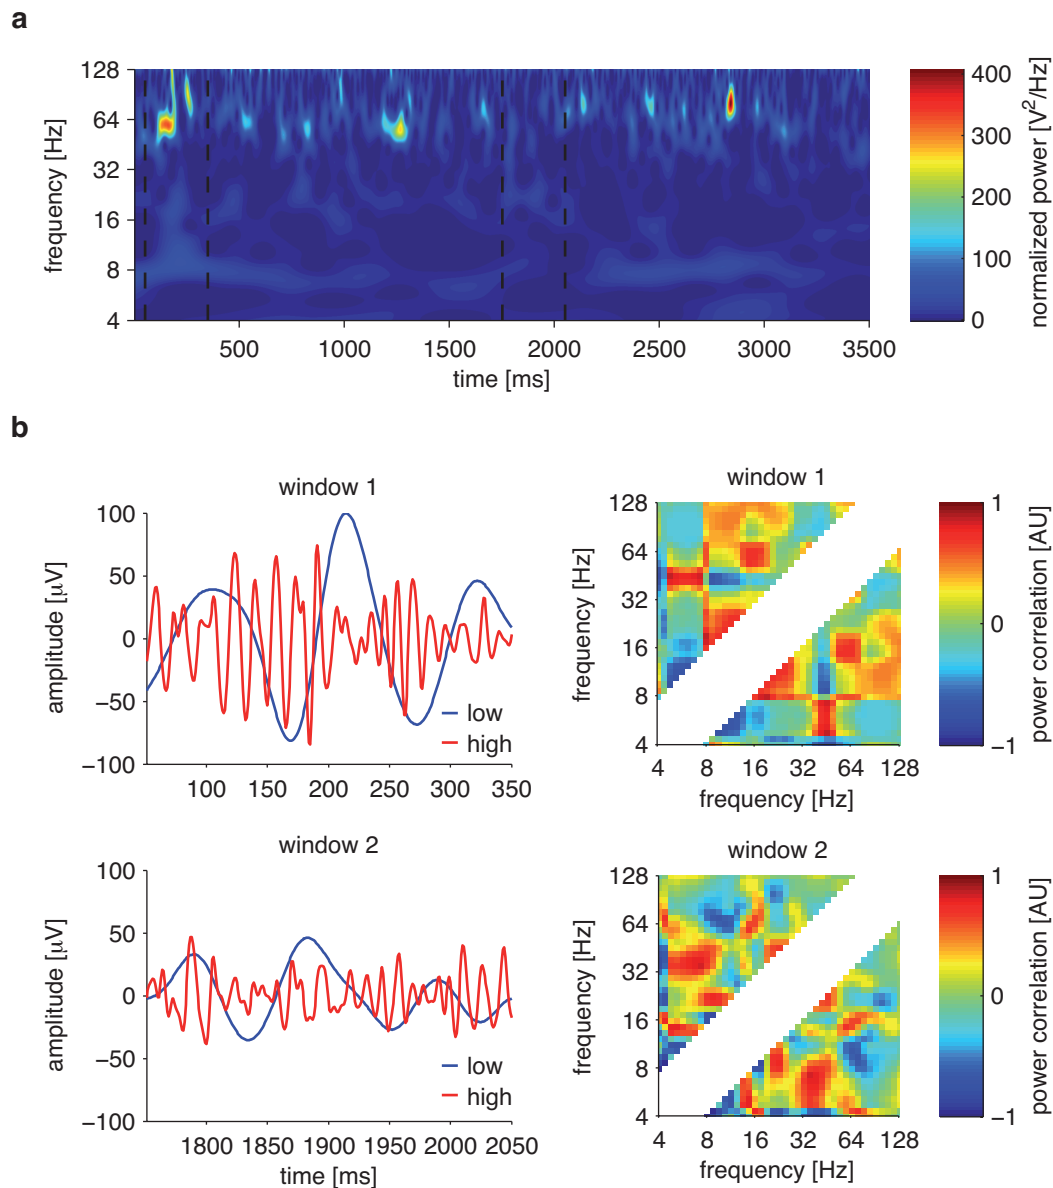 a
128
64
32
16
8
4
frequency [Hz]
500 1000 1500 2000 2500 3000 3500
time [ms]
400
300
200
100
0
normalized power [V²/Hz]
b
window 1
100
50
0
−50
−100
amplitude [µV]
low
high
100 150 200 250 300 350
window 1
128
64
32
16
8
4
frequency [Hz]
4 8 16 32 64 128
frequency [Hz]
1
0
−1
power correlation [AU]
window 2
100
50
0
−50
−100
amplitude [µV]
low
high
1800 1850 1900 1950 2000 2050
time [ms]
window 2
128
64
32
16
8
4
frequency [Hz]
4 8 16 32 64 128
frequency [Hz]
1
0
−1
power correlation [AU]